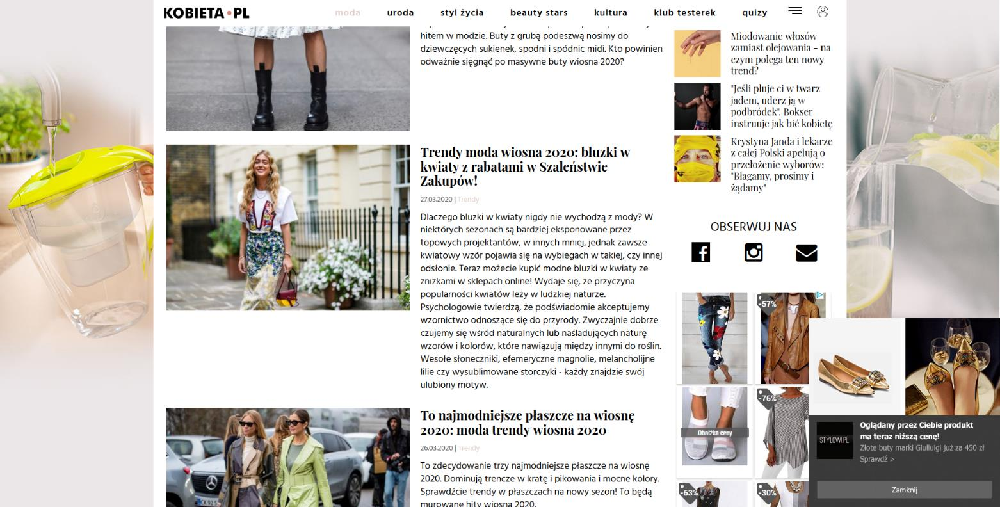 KOBIETA•PL
moda
uroda
styl życia
beauty stars
kultura
klub testerek
quizy
hitem w modzie. Buty z grubą podeszwą nosimy do
dziewczęcych sukienek, spodni i spódnic midi. Kto powinien
odważnie sięgnąć po masywne buty wiosna 2020?
Trendy moda wiosna 2020: bluzki w
kwiaty z rabatami w Szaleństwie
Zakupów!
27.03.2020 | Trendy
Dlaczego bluzki w kwiaty nigdy nie wychodzą z mody? W
niektórych sezonach są bardziej eksponowane przez
topowych projektantów, w innych mniej, jednak zawsze
kwiatowy wzór pojawia się na wybiegach w takiej, czy innej
odsłonie. Teraz możecie kupić modne bluzki w kwiaty ze
zniżkami w sklepach online! Wydaje się, że przyczyna
popularności kwiatów leży w ludzkiej naturze.
Psychologowie twierdzą, że podświadomie akceptujemy
wzornictwo odnoszące się do przyrody. Zwyczajnie dobrze
czujemy się wśród naturalnych lub naśladujących naturę
wzorów i kolorów, które nawiązują między innymi do roślin.
Wesołe słoneczniki, efemeryczne magnolie, melancholijne
lilie czy wysublimowane storczyki - każdy znajdzie swój
ulubiony motyw.
To najmodniejsze płaszcze na wiosnę
2020: moda trendy wiosna 2020
26.03.2020 | Trendy
To zdecydowanie trzy najmodniejsze płaszcze na wiosnę
2020. Dominują trencze w kratę i pikowania i mocne kolory.
Sprawdźcie trendy w płaszczach na nowy sezon! To będą
murowane hity wiosna 2020.
Miodowanie włosów
zamiast olejowania - na
czym polega ten nowy
trend?
"Jeśli pluje ci w twarz
jadem, uderz ją w
podbródek". Bokser
instruuje jak bić kobietę
Krystyna Janda i lekarze
z całej Polski apelują o
przełożenie wyborów:
"Błagamy, prosimy i
żądamy"
OBSERWUJ NAS
-57%
-76%
Obniżka ceny
-63%
-30%
STYLOWI.PL
Oglądany przez Ciebie produkt
ma teraz niższą cenę!
Złote buty marki Giulluigi już za 450 zł
Sprawdź >
Zamknij